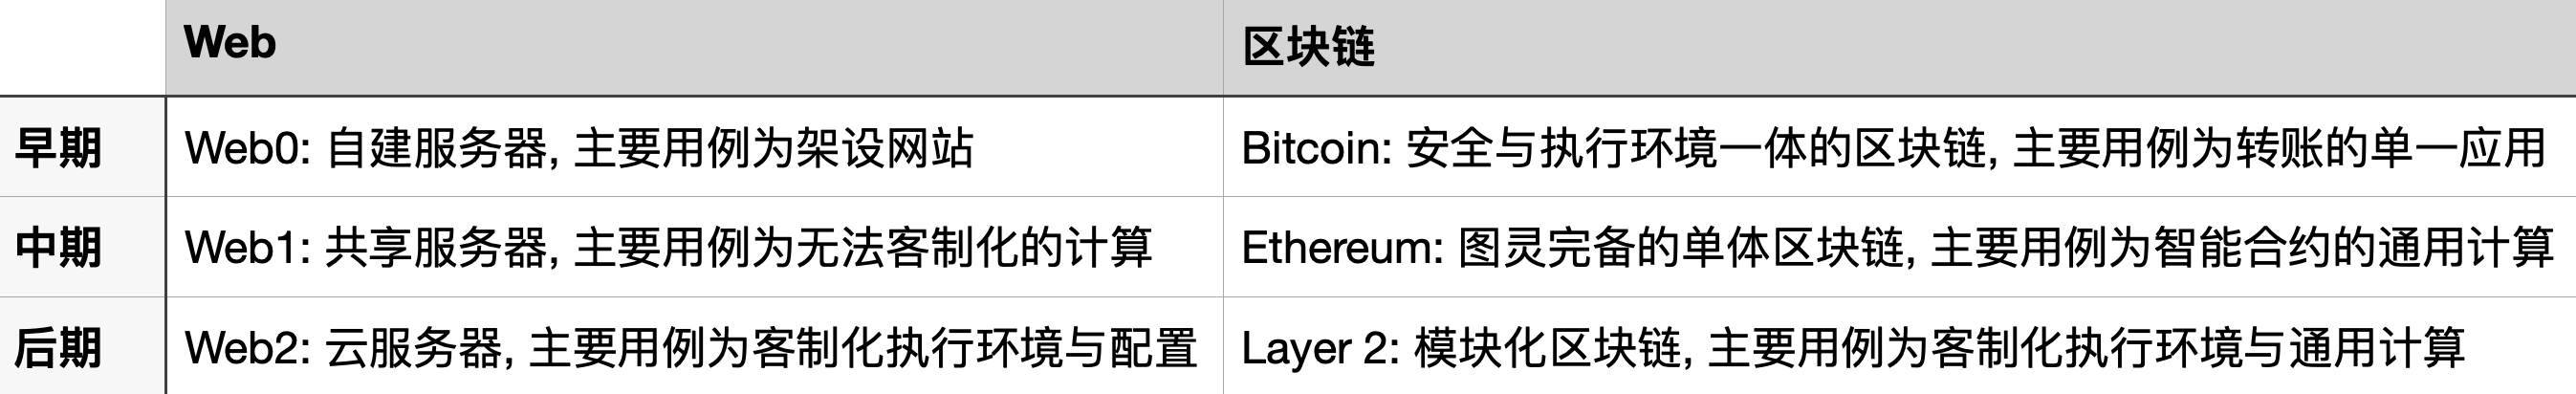 Web 区块链
早期 Web0: 自建服务器, 主要用例为架设网站 Bitcoin: 安全与执行环境一体的区块链, 主要用例为转账的单一应用
中期 Web1: 共享服务器, 主要用例为无法客制化的计算 Ethereum: 图灵完备的单体区块链, 主要用例为智能合约的通用计算
后期 Web2: 云服务器, 主要用例为客制化执行环境与配置 Layer 2: 模块化区块链, 主要用例为客制化执行环境与通用计算